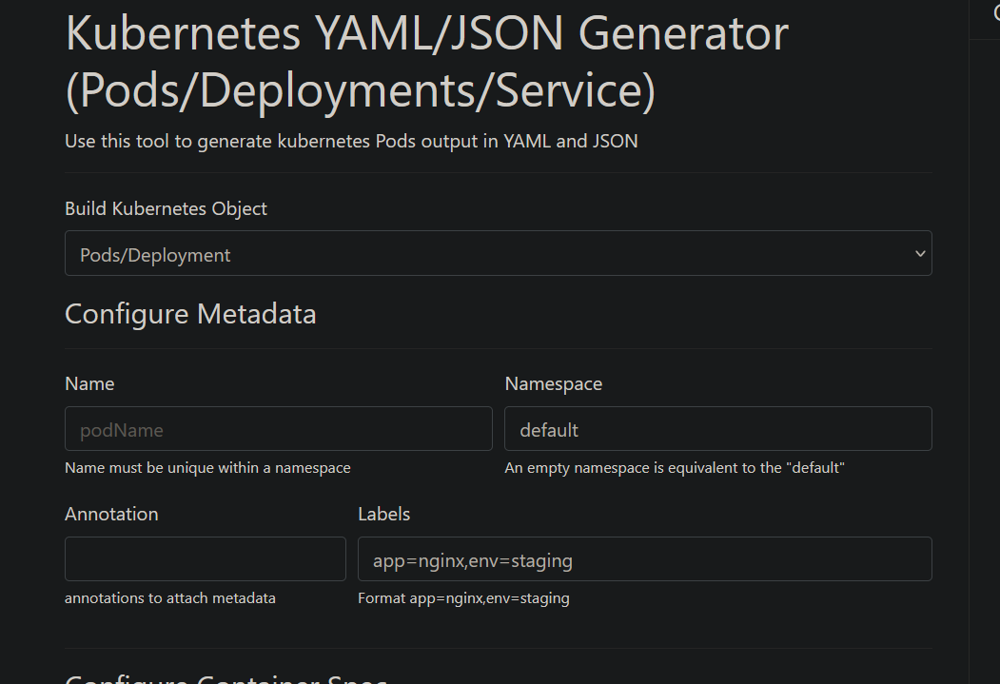 Kubernetes YAML/JSON Generator
(Pods/Deployments/Service)
Use this tool to generate kubernetes Pods output in YAML and JSON
Build Kubernetes Object
Pods/Deployment
Configure Metadata
Name
Namespace
podName
default
Name must be unique within a namespace
An empty namespace is equivalent to the "default"
Annotation
Labels
app=nginx,env=staging
annotations to attach metadata
Format app=nginx,env=staging
Configure Container Spec